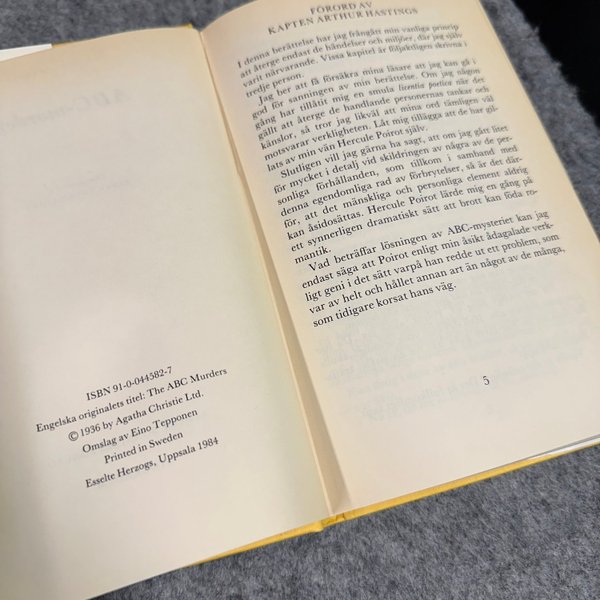 ISBN 91-0-044582-7
Engelska originalets titel: The ABC Murders
© 1936 by Agatha Christie Ltd.
Omslag av Eino Tepponen
Printed in Sweden
Esselte Herzogs, Uppsala 1984
FÖRORD AV
KAPTEN ARTHUR HASTINGS
I denna berättelse har jag frångått min vanliga princip
att återge endast de händelser och miljöer, där jag själv
varit närvarande. Vissa kapitel är följaktligen skrivna i
tredje person.
Jag ber att få försäkra mina läsare att jag kan gå i
god för sanningen av min berättelse. Om jag någon
gång har tillåtit mig en smula licentia poetica när det
gällt att återge de handlande personernas tankar och
känslor, så tror jag likväl att mina ord tämligen väl
motsvarar verkligheten. Låt mig tillägga att de har gil-
lats av min vän Hercule Poirot själv.
Slutligen vill jag gärna ha sagt, att om jag gått litet
för mycket i detalj vid skildringen av några av de per-
sonliga förhållanden, som tillkom i samband med
denna egendomliga rad av förbrytelser, så är det där-
för, att det mänskliga och personliga element aldrig
kan åsidosättas. Hercule Poirot lärde mig en gång på
ett synnerligen dramatiskt sätt att brott kan föda ro-
mantik.
Vad beträffar lösningen av ABC-mysteriet kan jag
endast säga att Poirot enligt min åsikt ådagalade verk-
ligt geni i det sätt varpå han redde ut ett problem, som
var av helt och hållet annan art än något av de många,
som tidigare korsat hans väg.
5